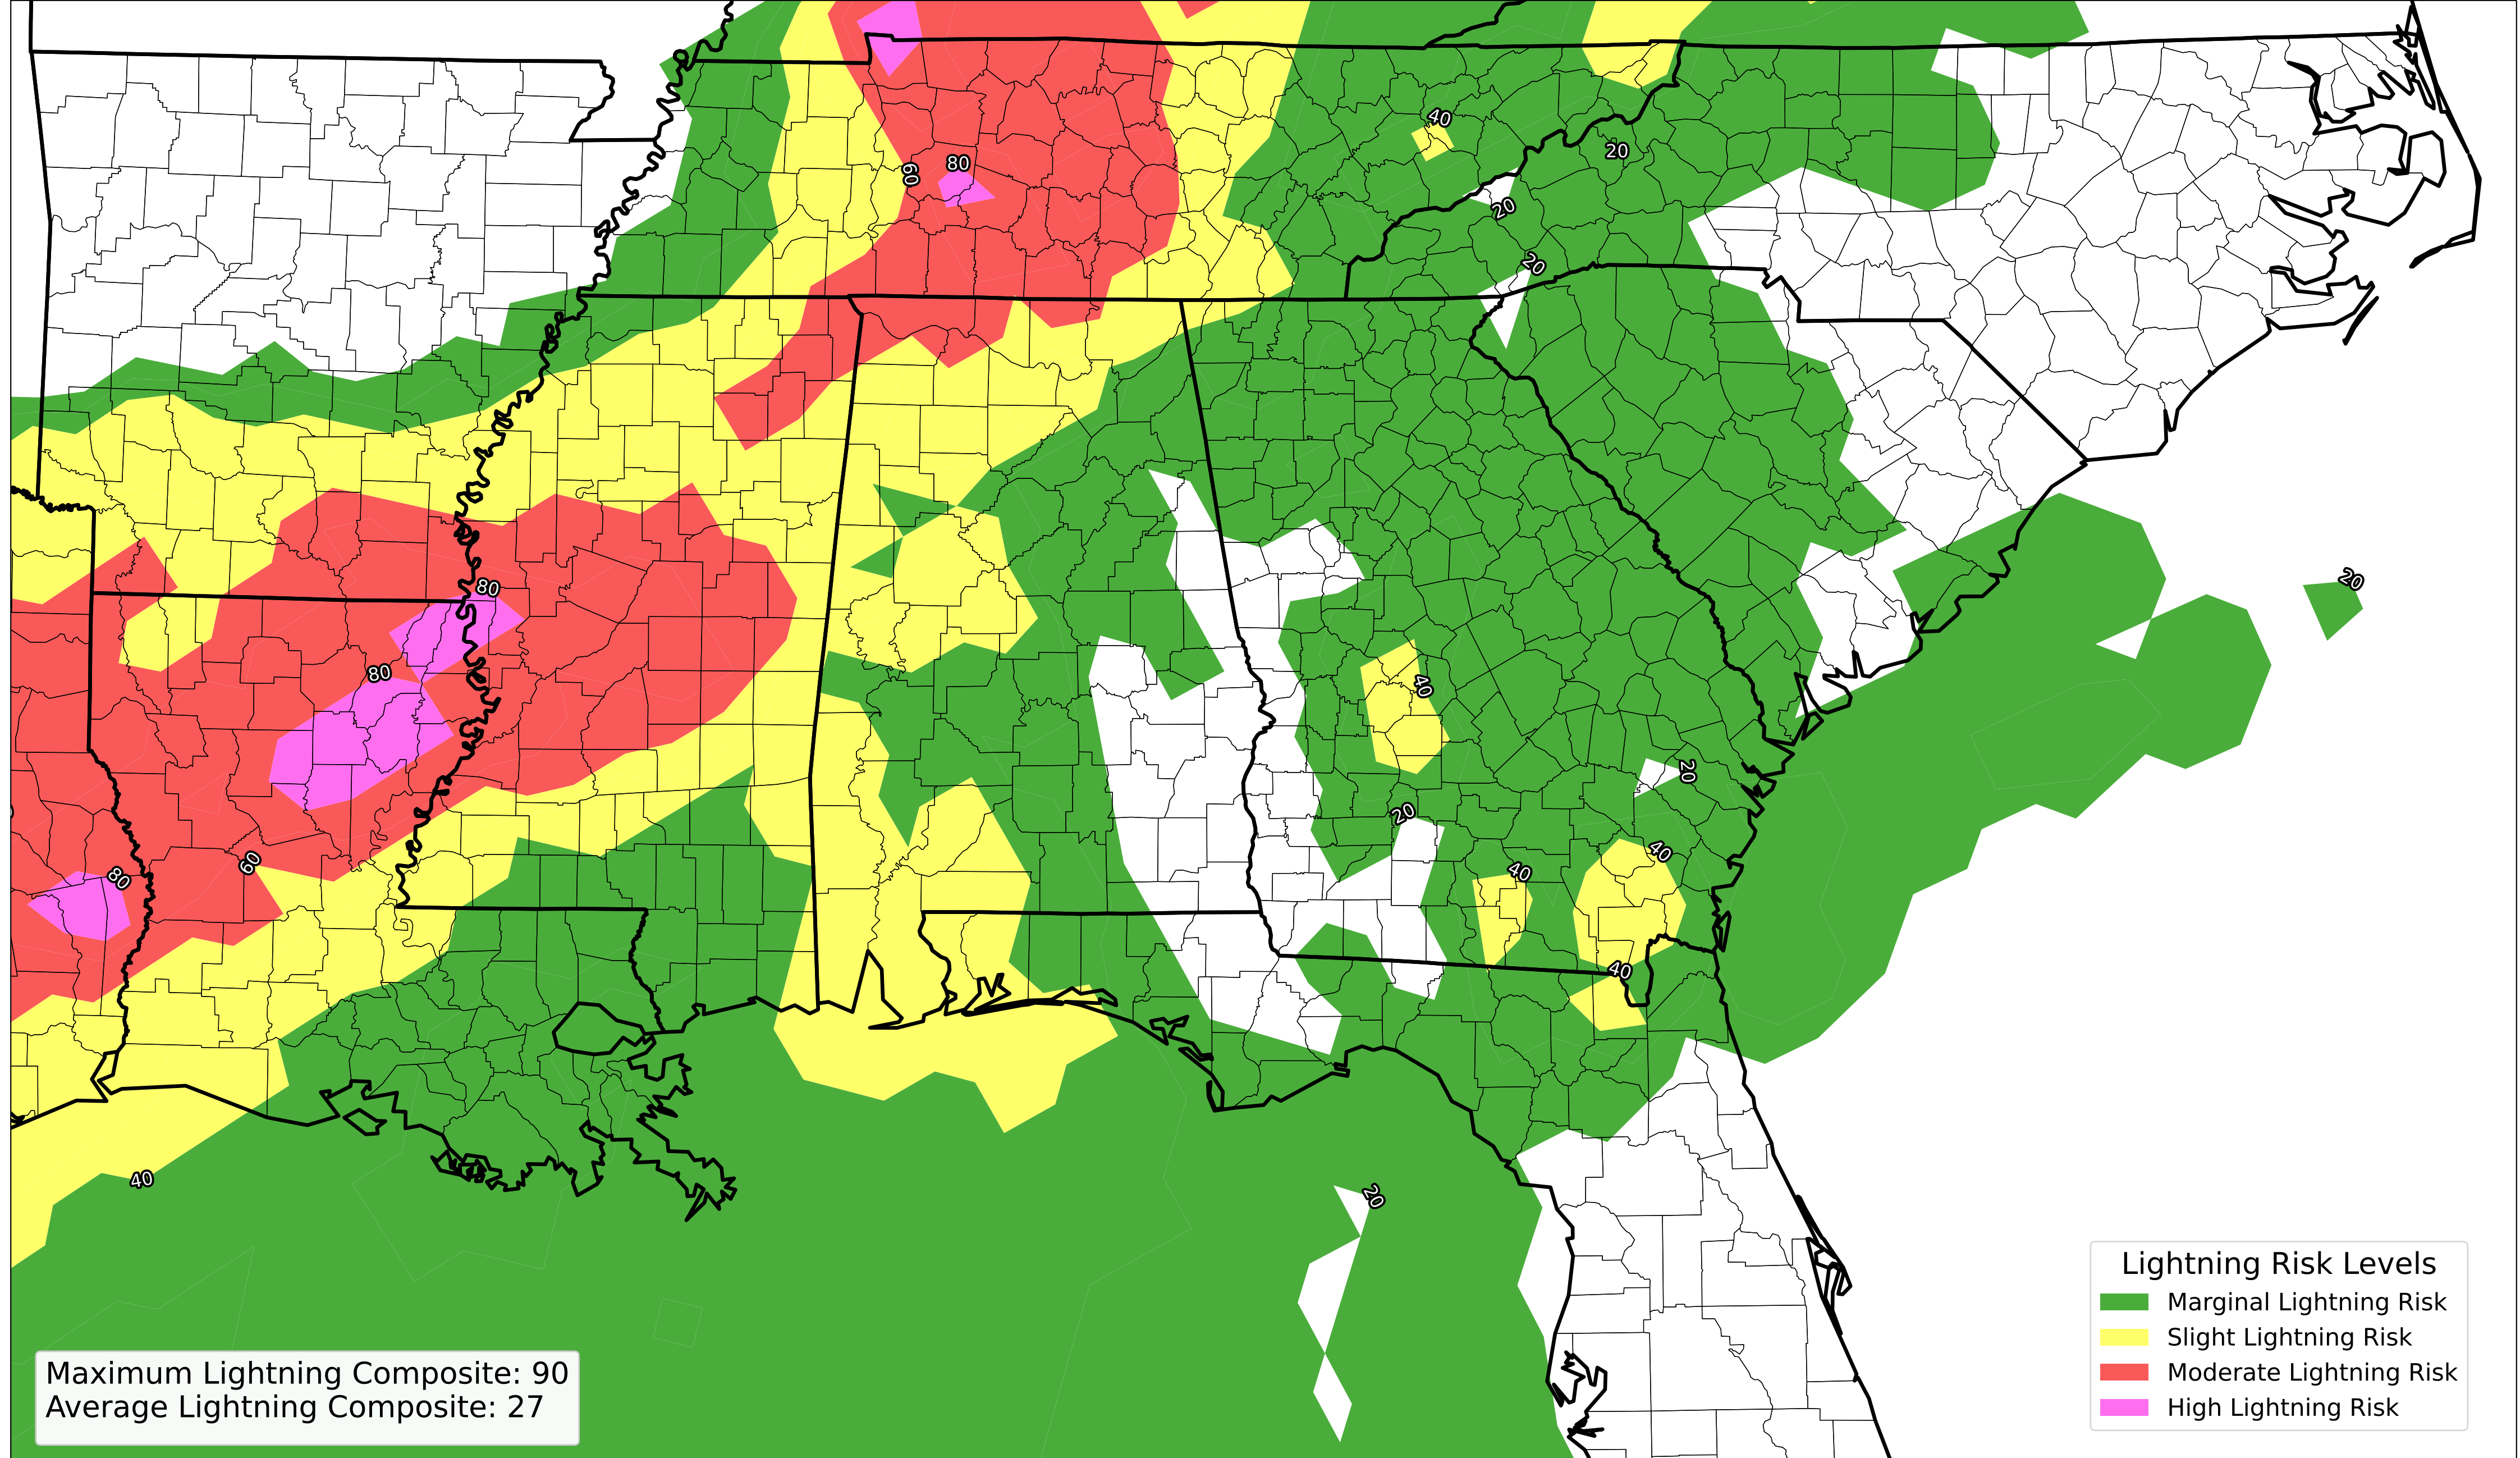 40
20
80
60
20
20
80
20
80
40
20
20
40
60
80
40
40
40
20
Lightning Risk Levels
Marginal Lightning Risk
Slight Lightning Risk
Moderate Lightning Risk
High Lightning Risk
Maximum Lightning Composite: 90
Average Lightning Composite: 27